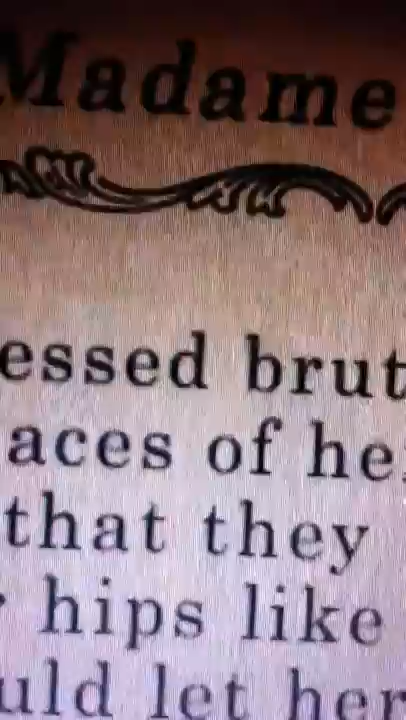 Madame
essed brut
aces of he
that they
hips like
uld let her